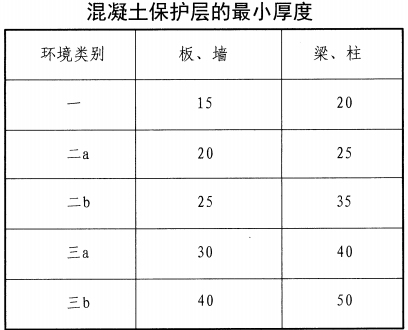 混凝土保护层的最小厚度
环境类别 板、墙 梁、柱
一 15 20
二a 20 25
二b 25 35
三a 30 40
三b 40 50